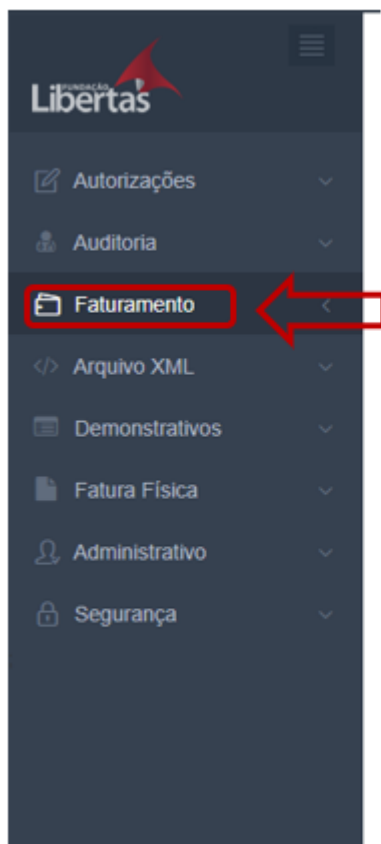 FUNDAÇÃO
Libertas
Autorizações
Auditoria
Faturamento
Arquivo XML
Demonstrativos
Fatura Física
Administrativo
Segurança